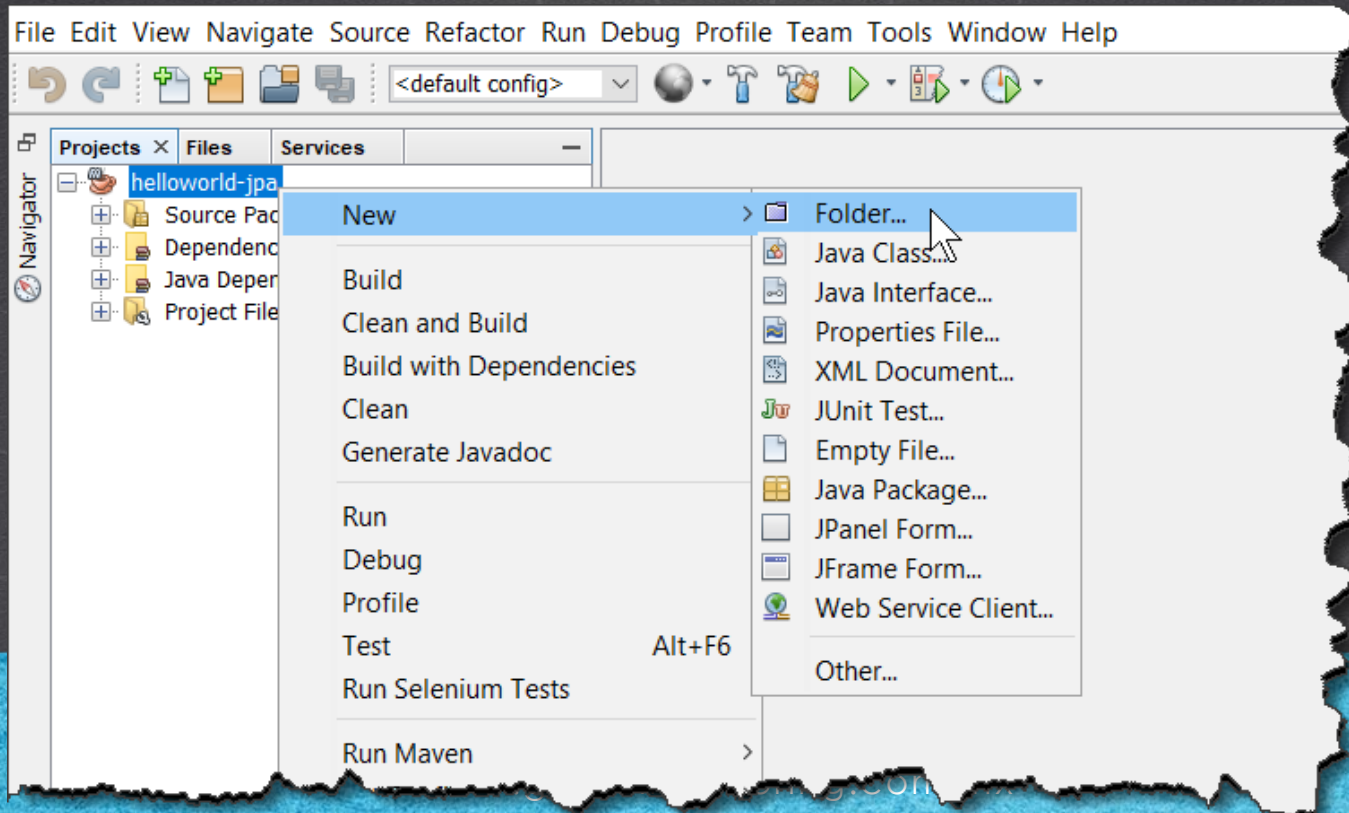 File Edit View Navigate Source Refactor Run Debug Profile Team Tools Window Help
<default config>
Projects Files Services
Navigator
helloworld-jpa
Source Pac
Dependenc
Java Deper
Project File
New
Build
Clean and Build
Build with Dependencies
Clean
Generate Javadoc
Run
Debug
Profile
Test Alt+F6
Run Selenium Tests
Run Maven
Folder...
Java Class...
Java Interface...
Properties File...
XML Document...
JUnit Test...
Empty File...
Java Package...
JPanel Form...
JFrame Form...
Web Service Client...
Other...